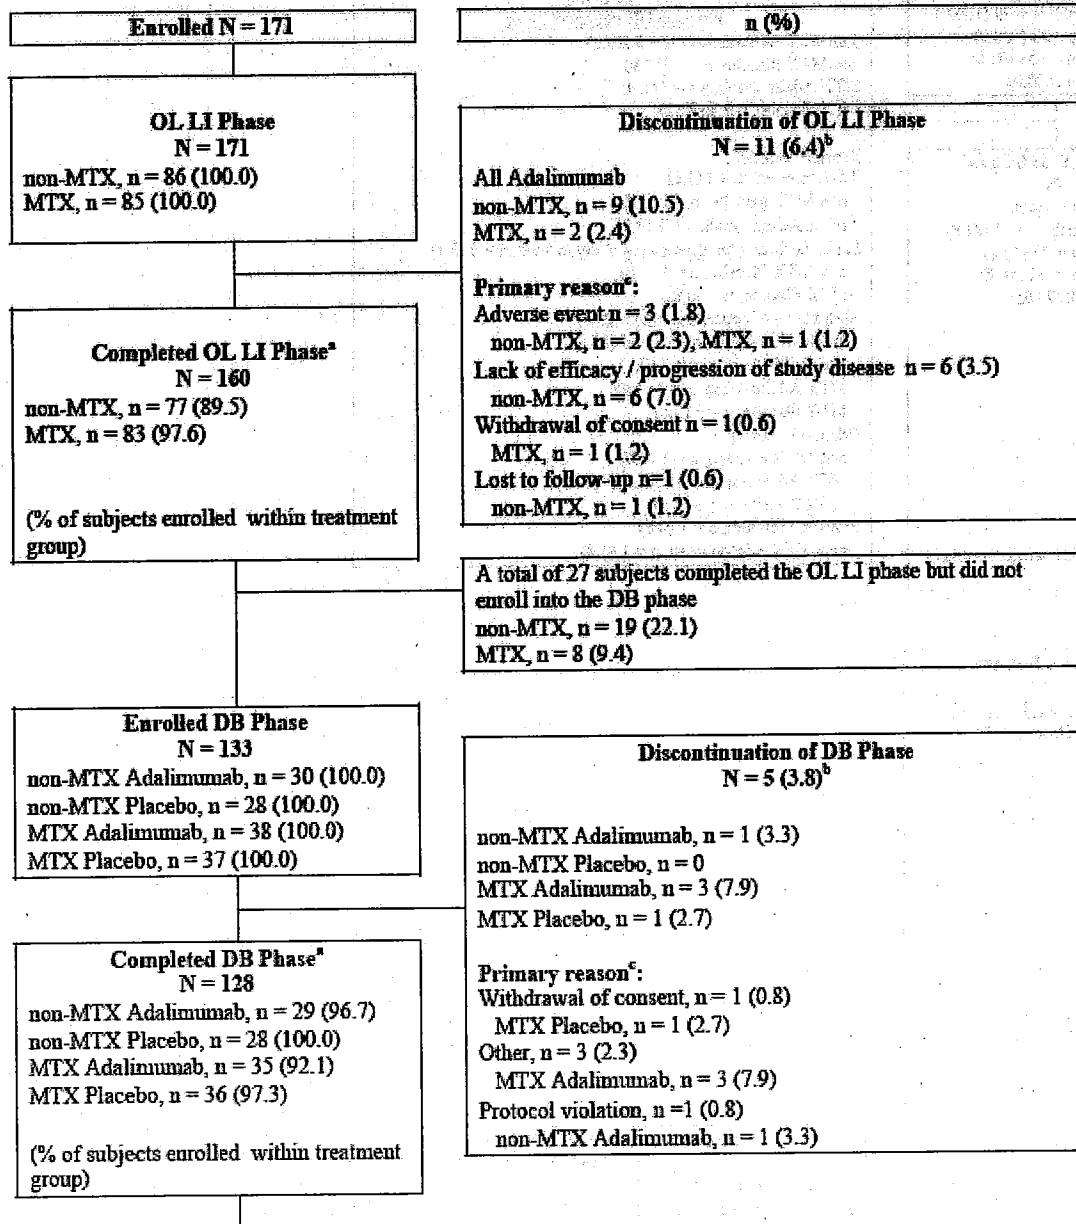 Enrolled N = 171
n (%)
OL LI Phase
N = 171
non-MTX, n = 86 (100.0)
MTX, n = 85 (100.0)
Discontinuation of OL LI Phase
N = 11 (6.4)b
All Adalimumab
non-MTX, n = 9 (10.5)
MTX, n = 2 (2.4)
Primary reasonc:
Adverse event n = 3 (1.8)
non-MTX, n = 2 (2.3), MTX, n = 1 (1.2)
Lack of efficacy / progression of study disease n = 6 (3.5)
non-MTX, n = 6 (7.0)
Withdrawal of consent n = 1(0.6)
MTX, n = 1 (1.2)
Lost to follow-up n=1 (0.6)
non-MTX, n = 1 (1.2)
Completed OL LI Phasea
N = 160
non-MTX, n = 77 (89.5)
MTX, n = 83 (97.6)
(% of subjects enrolled within treatment
group)
A total of 27 subjects completed the OL LI phase but did not
enroll into the DB phase
non-MTX, n = 19 (22.1)
MTX, n = 8 (9.4)
Enrolled DB Phase
N = 133
non-MTX Adalimumab, n = 30 (100.0)
non-MTX Placebo, n = 28 (100.0)
MTX Adalimumab, n = 38 (100.0)
MTX Placebo, n = 37 (100.0)
Discontinuation of DB Phase
N = 5 (3.8)b
non-MTX Adalimumab, n = 1 (3.3)
non-MTX Placebo, n = 0
MTX Adalimumab, n = 3 (7.9)
MTX Placebo, n = 1 (2.7)
Primary reasonc:
Withdrawal of consent, n = 1 (0.8)
MTX Placebo, n = 1 (2.7)
Other, n = 3 (2.3)
MTX Adalimumab, n = 3 (7.9)
Protocol violation, n =1 (0.8)
non-MTX Adalimumab, n = 1 (3.3)
Completed DB Phasea
N = 128
non-MTX Adalimumab, n = 29 (96.7)
non-MTX Placebo, n = 28 (100.0)
MTX Adalimumab, n = 35 (92.1)
MTX Placebo, n = 36 (97.3)
(% of subjects enrolled within treatment
group)